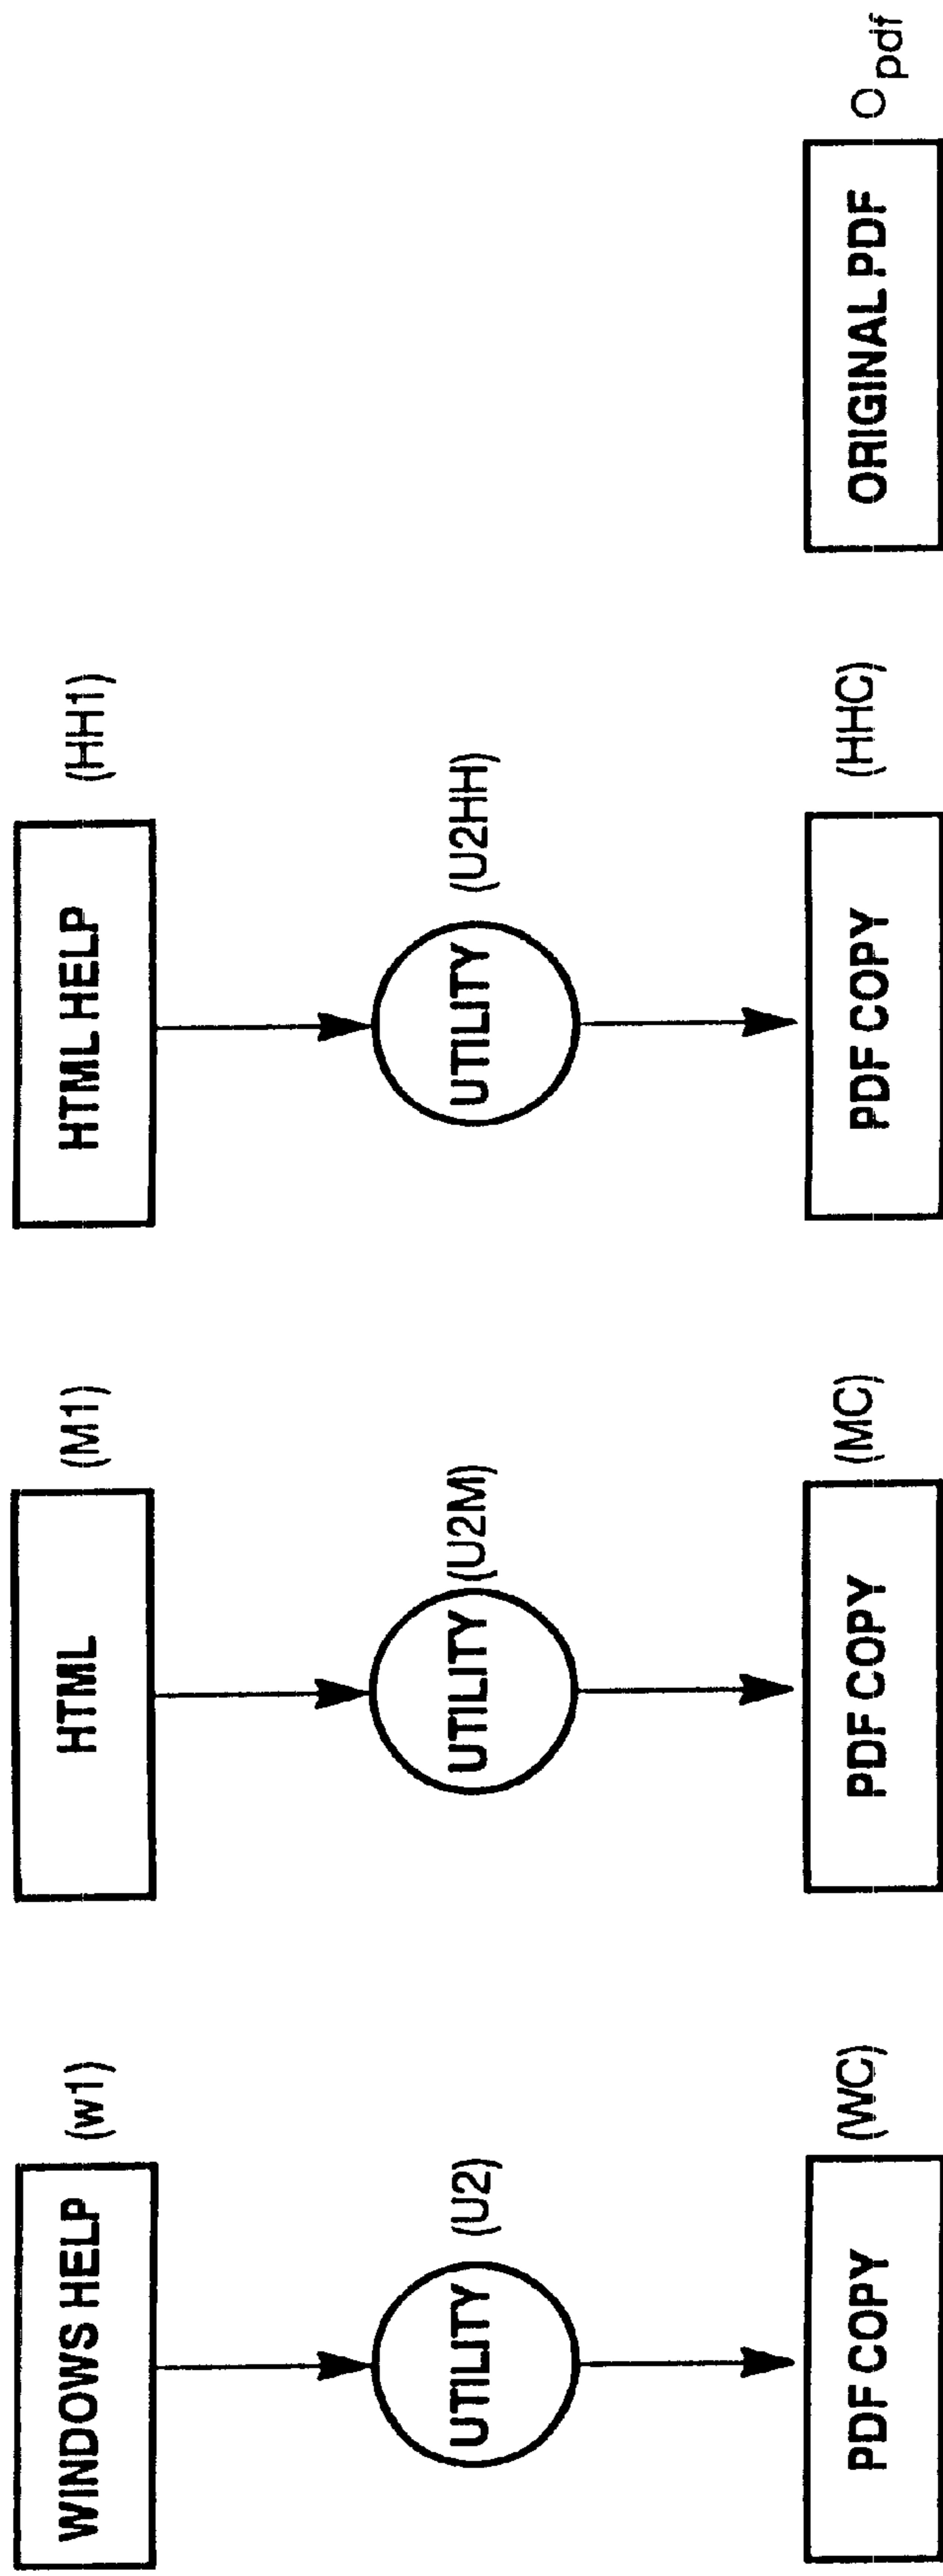 WINDOWS HELP (w1)
HTML (M1)
HTML HELP (HH1)
UTILITY (U2)
UTILITY (U2M)
UTILITY (U2HH)
PDF COPY (WC)
PDF COPY (MC)
PDF COPY (HHC)
ORIGINAL PDF Opdf